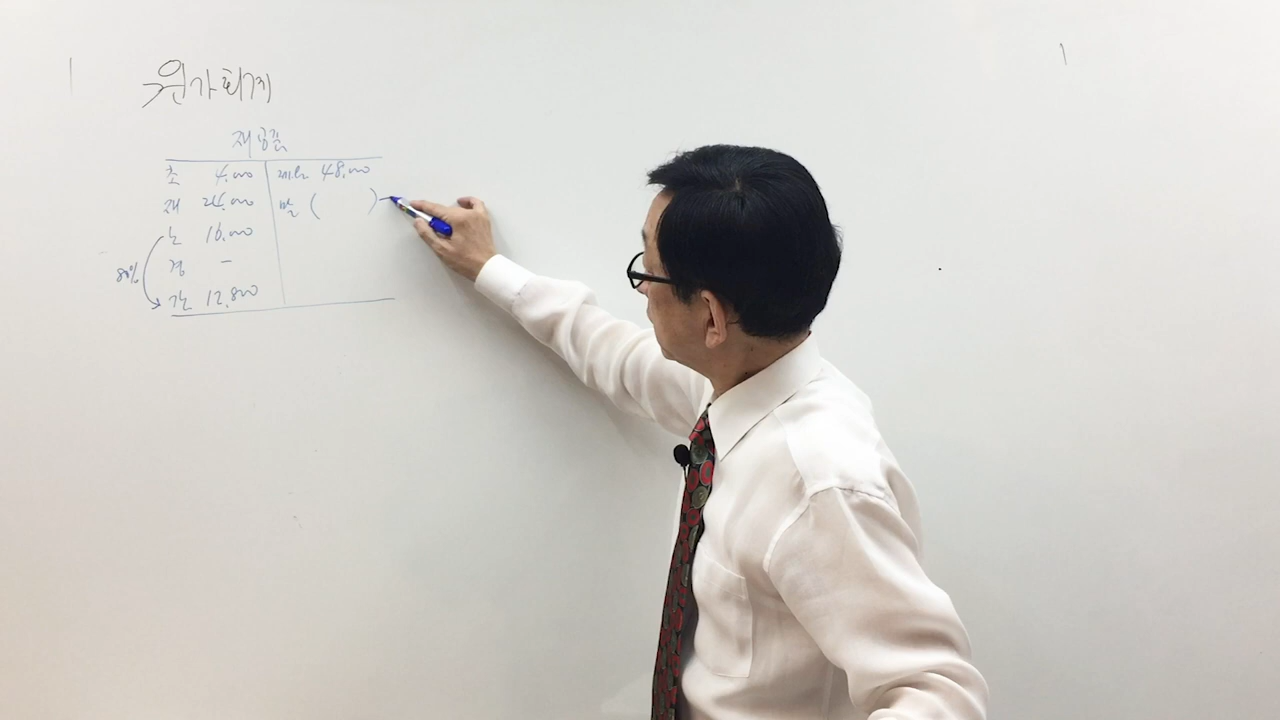 원가회계
재공품
초 4,000 제品 48,000
재 24,000 말 ( )
노 16,000
경 -
간 12,800
80%